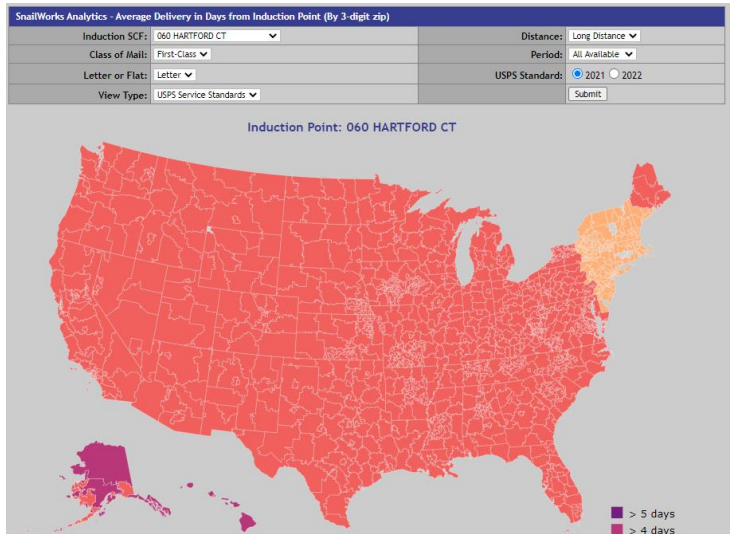 SnailWorks Analytics - Average Delivery in Days from Induction Point (By 3-digit zip)
Induction SCF: 060 HARTFORD CT Distance: Long Distance
Class of Mail: First-Class Period: All Available
Letter or Flat: Letter USPS Standard: 2021 2022
View Type: USPS Service Standards Submit
Induction Point: 060 HARTFORD CT
> 5 days
> 4 days